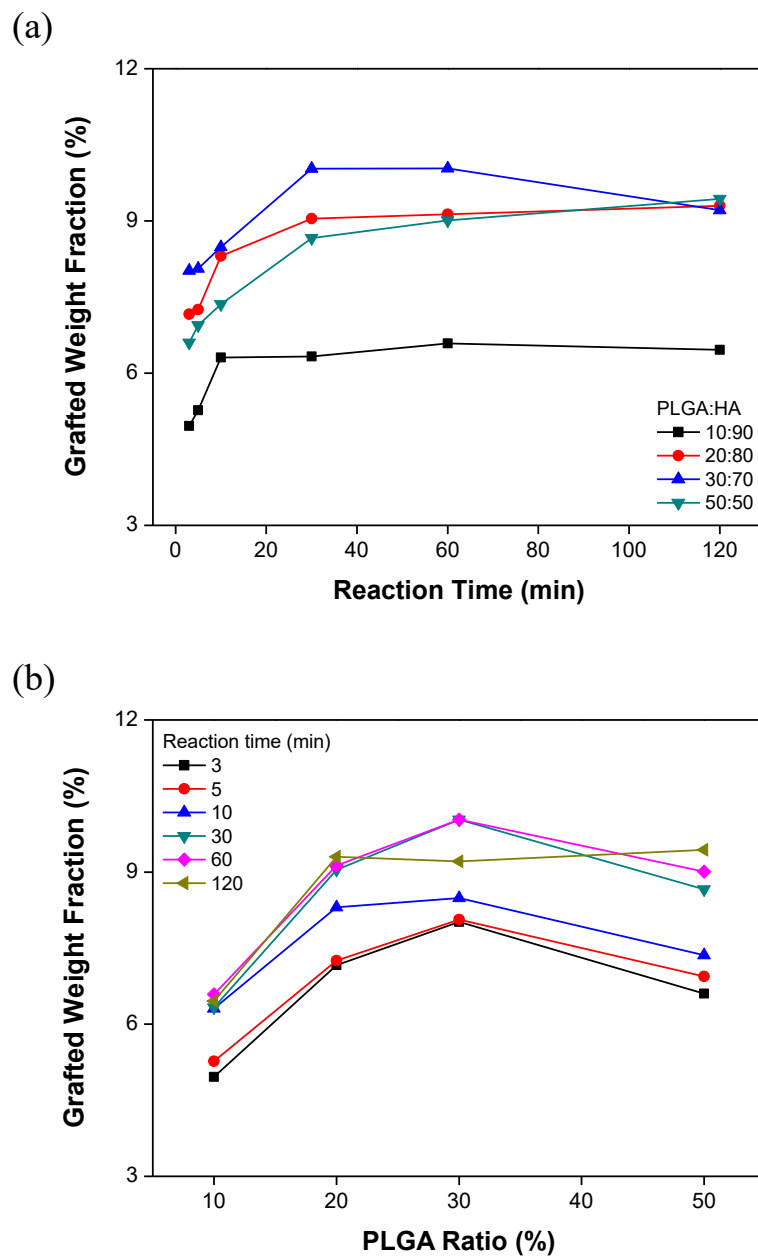 (a)
12
9
6
3
Grafted Weight Fraction (%)
PLGA:HA
10:90
20:80
30:70
50:50
0 20 40 60 80 100 120
Reaction Time (min)
(b)
12
9
6
3
Grafted Weight Fraction (%)
Reaction time (min)
3
5
10
30
60
120
10 20 30 40 50
PLGA Ratio (%)